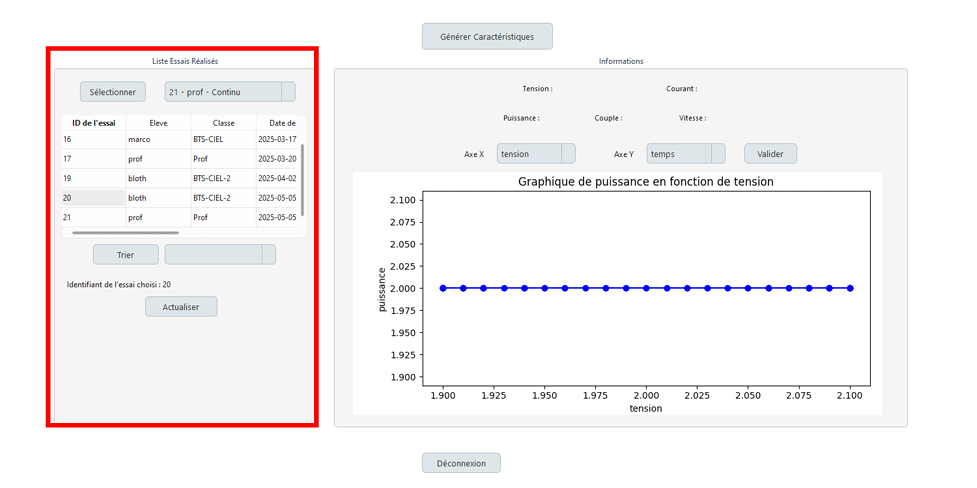 Générer Caractéristiques
Liste Essais Réalisés
Sélectionner 21 - prof - Continu
ID de l'essai Eleve Classe Date de
16 marco BTS-CIEL 2025-03-17
17 prof Prof 2025-03-20
19 bloth BTS-CIEL-2 2025-04-02
20 bloth BTS-CIEL-2 2025-05-05
21 prof Prof 2025-05-05
Trier
Identifiant de l'essai choisi : 20
Actualiser
Informations
Tension : Courant :
Puissance : Couple : Vitesse :
Axe X tension Axe Y temps Valider
Graphique de puissance en fonction de tension
puissance
2.100
2.075
2.050
2.025
2.000
1.975
1.950
1.925
1.900
1.900 1.925 1.950 1.975 2.000 2.025 2.050 2.075 2.100
tension
Déconnexion